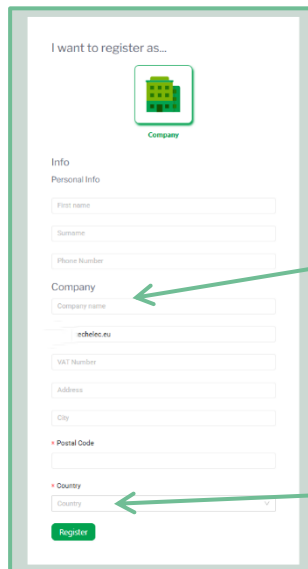 I want to register as...
Company
Info
Personal Info
First name
Surname
Phone Number
Company
Company name
echelec.eu
VAT Number
Address
City
* Postal Code
* Country
Country
Register